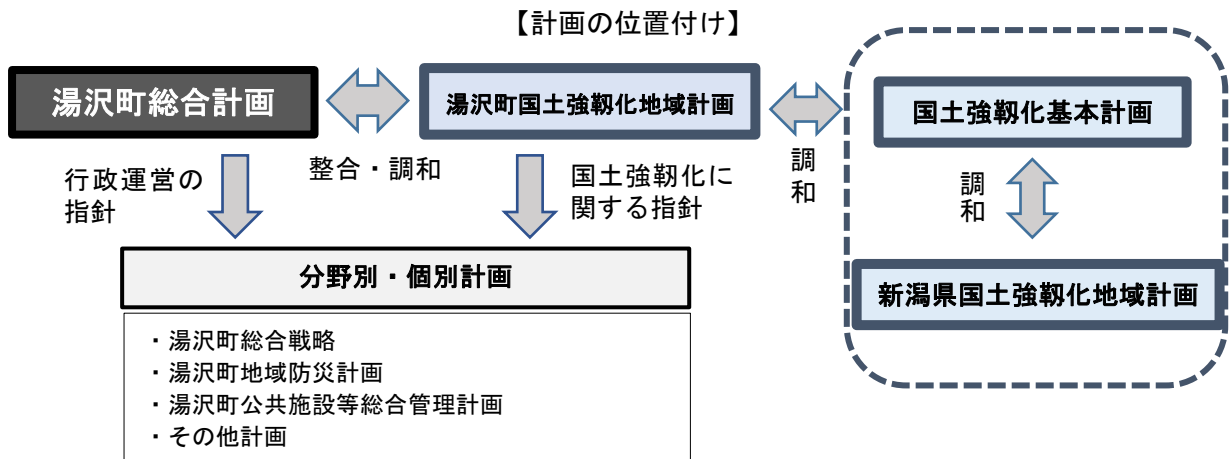 【計画の位置付け】
湯沢町総合計画
湯沢町国土強靱化地域計画
国土強靱化基本計画
整合・調和
調和
行政運営の
指針
国土強靱化に
関する指針
調和
分野別・個別計画
新潟県国土強靱化地域計画
・湯沢町総合戦略
・湯沢町地域防災計画
・湯沢町公共施設等総合管理計画
・その他計画